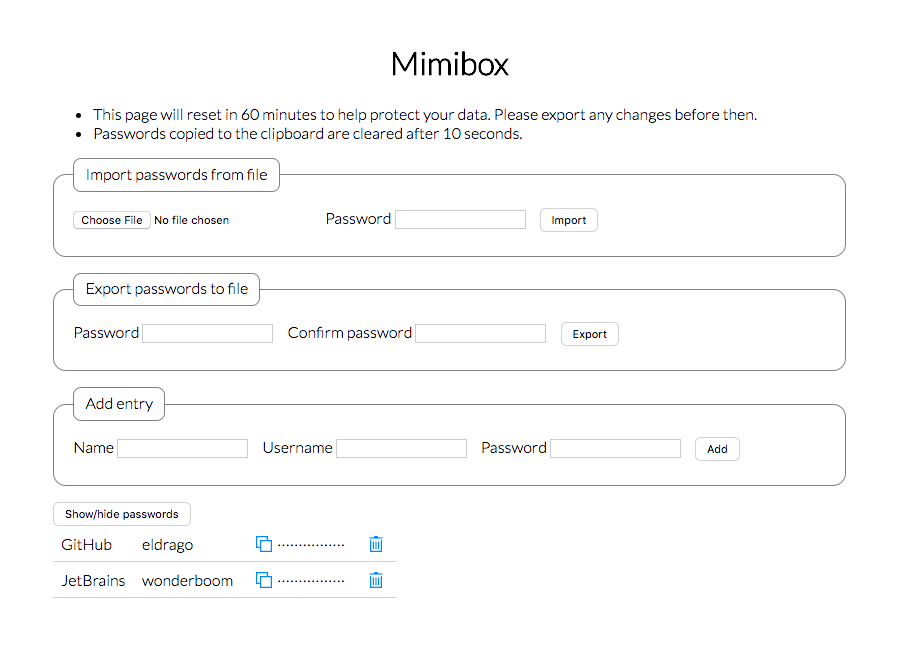 Mimibox
• This page will reset in 60 minutes to help protect your data. Please export any changes before then.
• Passwords copied to the clipboard are cleared after 10 seconds.
Import passwords from file
Choose File No file chosen Password Import
Export passwords to file
Password Confirm password Export
Add entry
Name Username Password Add
Show/hide passwords
GitHub eldrago ................
JetBrains wonderboom ................